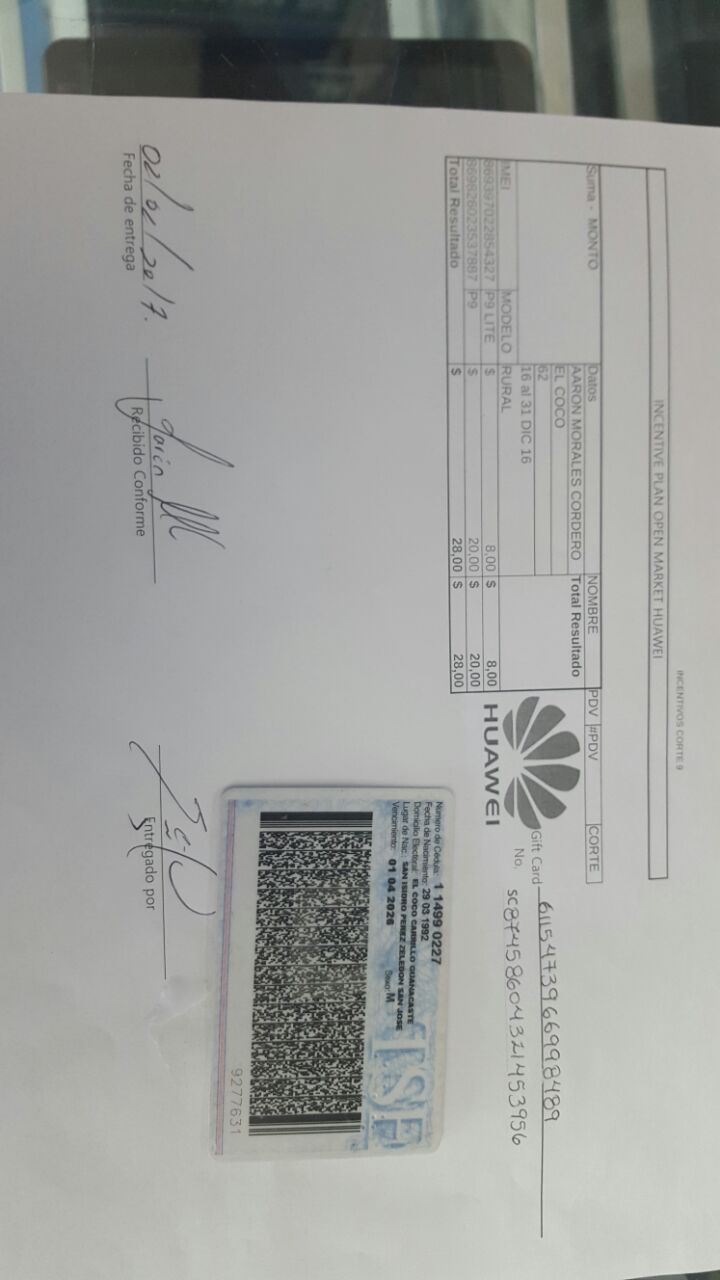 INCENTIVOS CORTE 9
INCENTIVE PLAN OPEN MARKET HUAWEI
Suma - MONTO Datos NOMBRE PDV #PDV CORTE
AARON MORALES CORDERO Total Resultado
EL COCO
62
16 al 31 DIC 16
IMEI MODELO RURAL
869397022854327 P9 LITE $ 8,00 $ 8,00
869826023537887 P9 $ 20,00 $ 20,00
Total Resultado $ 28,00 $ 28,00
HUAWEI
Gift Card 6115473966998489
No. SC87458604321453956
Número de Cédula: 1 1499 0227
Fecha de Nacimiento: 29 03 1992
Domicilio Electoral: EL COCO CARRILLO GUANACASTE
Lugar de Nac.: SAN ISIDRO PEREZ ZELEDON SAN JOSE
Vencimiento: 01 04 2026 Sexo: M
9277631
02/02/2017.
Fecha de entrega Recibido Conforme Entregado por